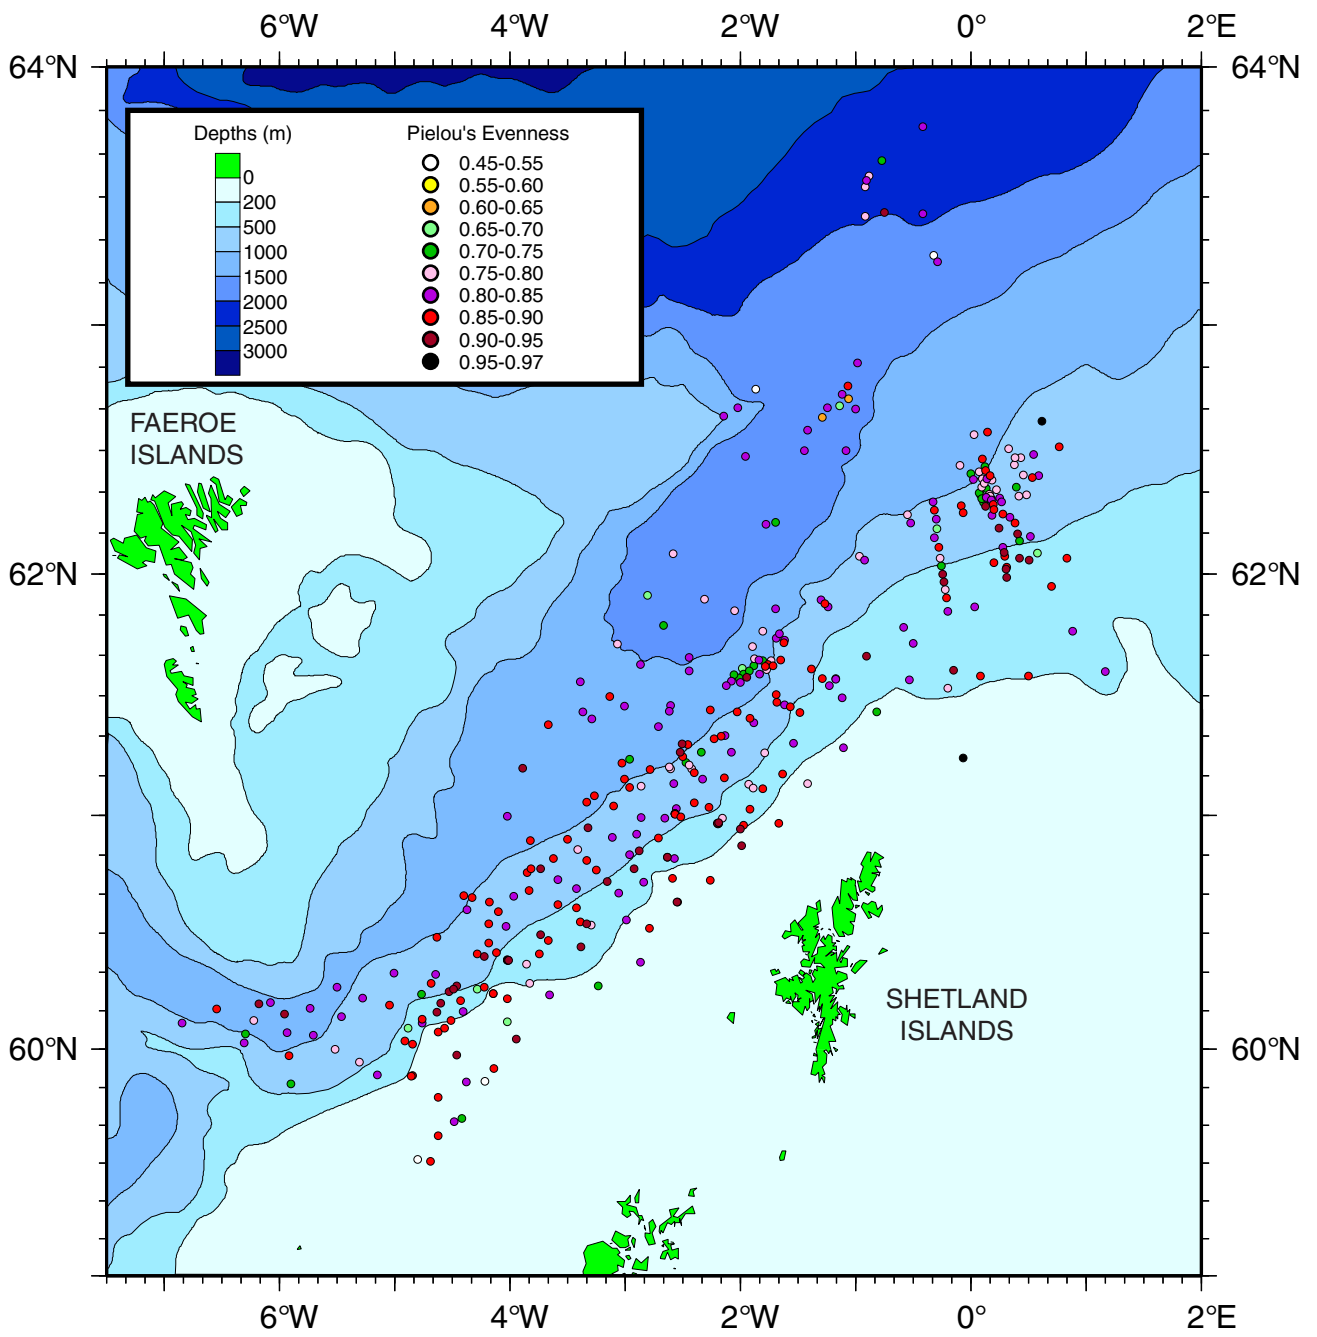 6°W 4°W 2°W 0° 2°E
64°N 64°N
Depths (m) Pielou's Evenness
0
200
500
1000
1500
2000
2500
3000
0.45-0.55
0.55-0.60
0.60-0.65
0.65-0.70
0.70-0.75
0.75-0.80
0.80-0.85
0.85-0.90
0.90-0.95
0.95-0.97
FAEROE
ISLANDS
62°N 62°N
SHETLAND
ISLANDS
60°N 60°N
6°W 4°W 2°W 0° 2°E